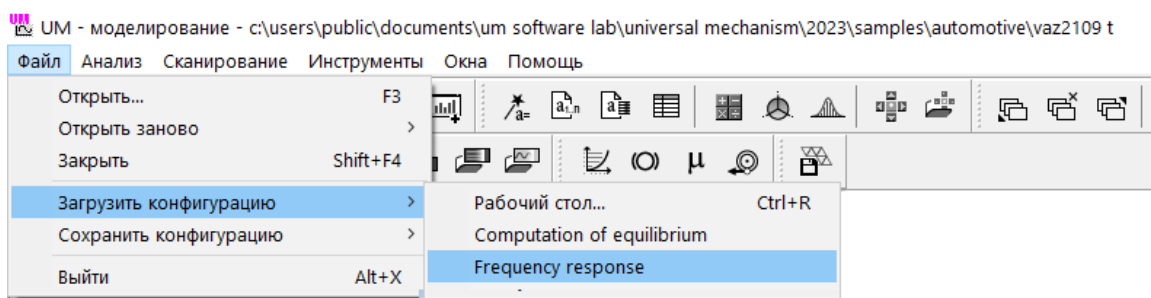 UM - моделирование - c:\users\public\documents\um software lab\universal mechanism\2023\samples\automotive\vaz2109 t
Файл Анализ Сканирование Инструменты Окна Помощь
Открыть... F3
Открыть заново
Закрыть Shift+F4
Загрузить конфигурацию
Сохранить конфигурацию
Выйти Alt+X
Рабочий стол... Ctrl+R
Computation of equilibrium
Frequency response